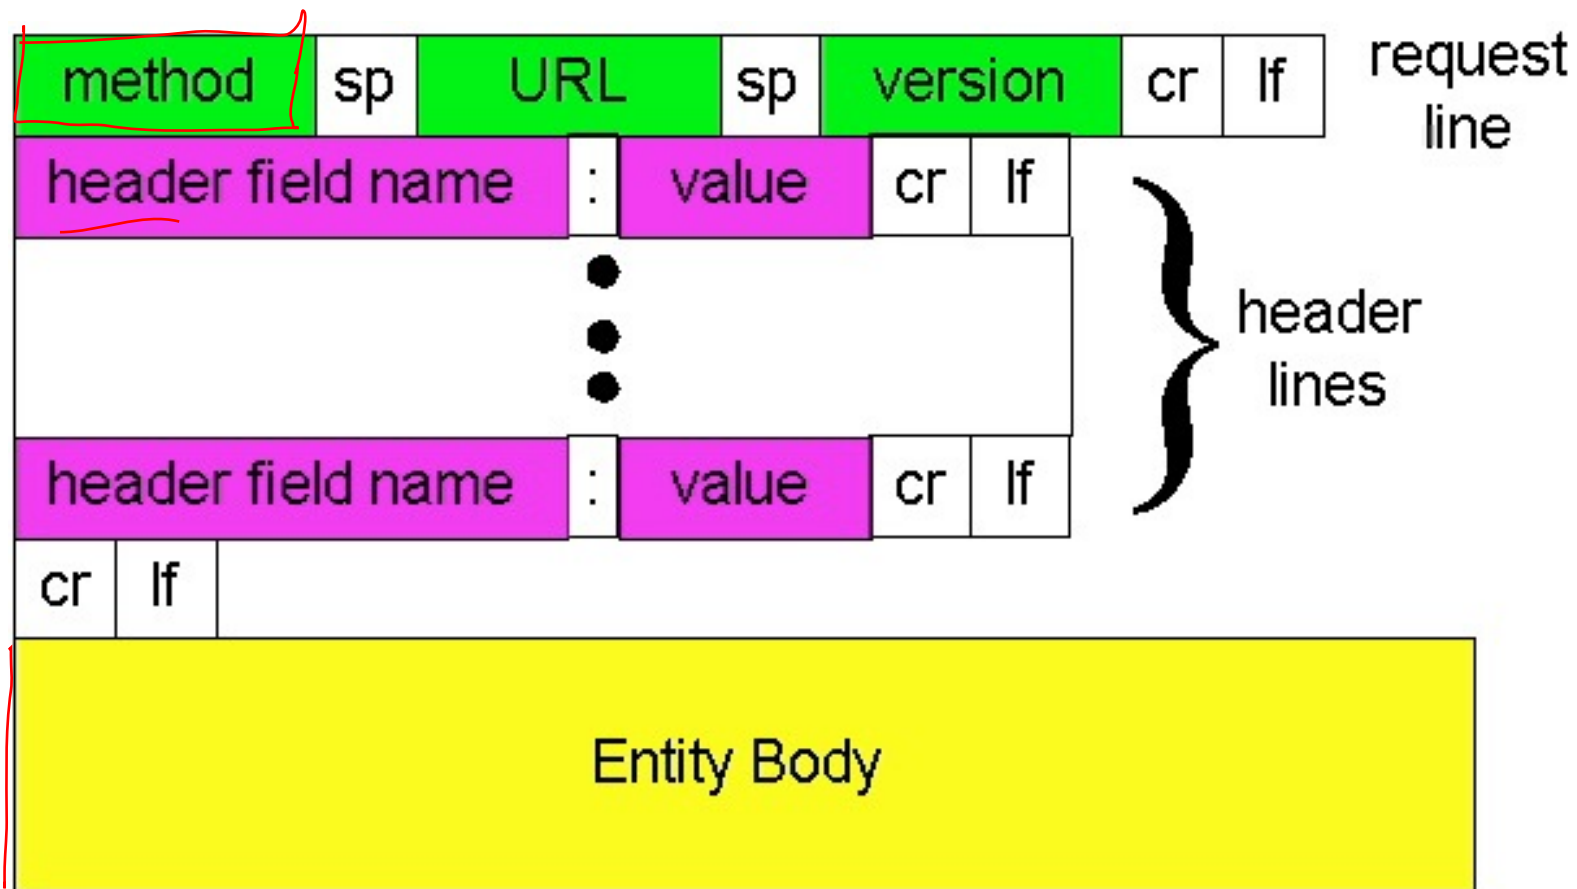 method sp URL sp version cr lf request line
header field name : value cr lf
header lines
header field name : value cr lf
cr lf
Entity Body